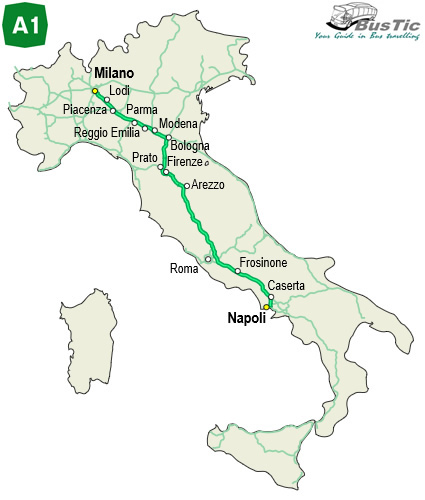 A1
BusTic
Your Guide in Bus travelling
Milano
Lodi
Piacenza
Parma
Reggio Emilia
Modena
Bologna
Prato
Firenze
Arezzo
Roma
Frosinone
Caserta
Napoli